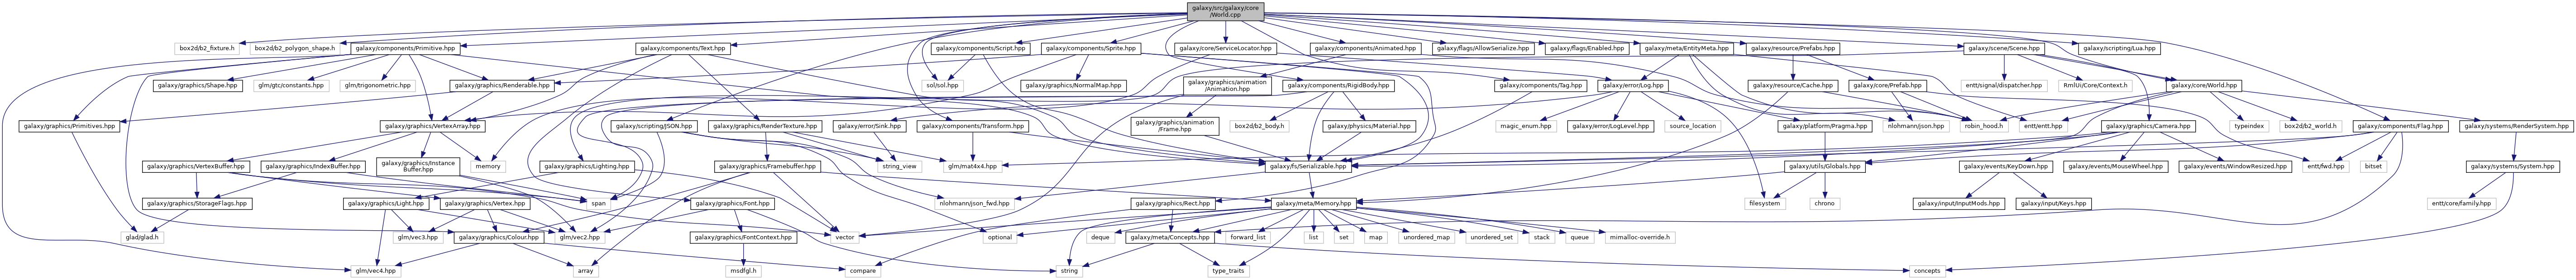 galaxy/src/galaxy/core
/World.cpp
box2d/b2_fixture.h
box2d/b2_polygon_shape.h
galaxy/components/Primitive.hpp
galaxy/components/Text.hpp
galaxy/components/Script.hpp
galaxy/components/Sprite.hpp
galaxy/core/ServiceLocator.hpp
galaxy/components/Animated.hpp
galaxy/flags/AllowSerialize.hpp
galaxy/flags/Enabled.hpp
galaxy/meta/EntityMeta.hpp
galaxy/resource/Prefabs.hpp
galaxy/scene/Scene.hpp
galaxy/scripting/Lua.hpp
galaxy/graphics/Shape.hpp
glm/gtc/constants.hpp
glm/trigonometric.hpp
galaxy/graphics/Renderable.hpp
sol/sol.hpp
galaxy/graphics/NormalMap.hpp
galaxy/graphics/animation
/Animation.hpp
galaxy/components/RigidBody.hpp
galaxy/components/Tag.hpp
galaxy/error/Log.hpp
galaxy/resource/Cache.hpp
galaxy/core/Prefab.hpp
entt/signal/dispatcher.hpp
RmlUi/Core/Context.h
galaxy/core/World.hpp
galaxy/graphics/Primitives.hpp
galaxy/graphics/VertexArray.hpp
galaxy/scripting/JSON.hpp
galaxy/graphics/RenderTexture.hpp
galaxy/error/Sink.hpp
galaxy/components/Transform.hpp
galaxy/graphics/animation
/Frame.hpp
box2d/b2_body.h
galaxy/physics/Material.hpp
magic_enum.hpp
galaxy/error/LogLevel.hpp
source_location
galaxy/platform/Pragma.hpp
nlohmann/json.hpp
robin_hood.h
entt/entt.hpp
galaxy/graphics/Camera.hpp
typeindex
box2d/b2_world.h
galaxy/components/Flag.hpp
galaxy/systems/RenderSystem.hpp
galaxy/graphics/VertexBuffer.hpp
galaxy/graphics/IndexBuffer.hpp
galaxy/graphics/Instance
Buffer.hpp
memory
galaxy/graphics/Lighting.hpp
galaxy/graphics/Framebuffer.hpp
string_view
glm/mat4x4.hpp
galaxy/fs/Serializable.hpp
galaxy/utils/Globals.hpp
galaxy/events/KeyDown.hpp
galaxy/events/MouseWheel.hpp
galaxy/events/WindowResized.hpp
entt/fwd.hpp
bitset
galaxy/systems/System.hpp
galaxy/graphics/StorageFlags.hpp
galaxy/graphics/Light.hpp
galaxy/graphics/Vertex.hpp
span
galaxy/graphics/Font.hpp
nlohmann/json_fwd.hpp
galaxy/graphics/Rect.hpp
galaxy/meta/Memory.hpp
filesystem
chrono
galaxy/input/InputMods.hpp
galaxy/input/Keys.hpp
entt/core/family.hpp
glad/glad.h
glm/vec3.hpp
galaxy/graphics/Colour.hpp
glm/vec2.hpp
galaxy/graphics/FontContext.hpp
vector
optional
deque
galaxy/meta/Concepts.hpp
forward_list
list
set
map
unordered_map
unordered_set
stack
queue
mimalloc-override.h
glm/vec4.hpp
array
msdfgl.h
compare
string
type_traits
concepts